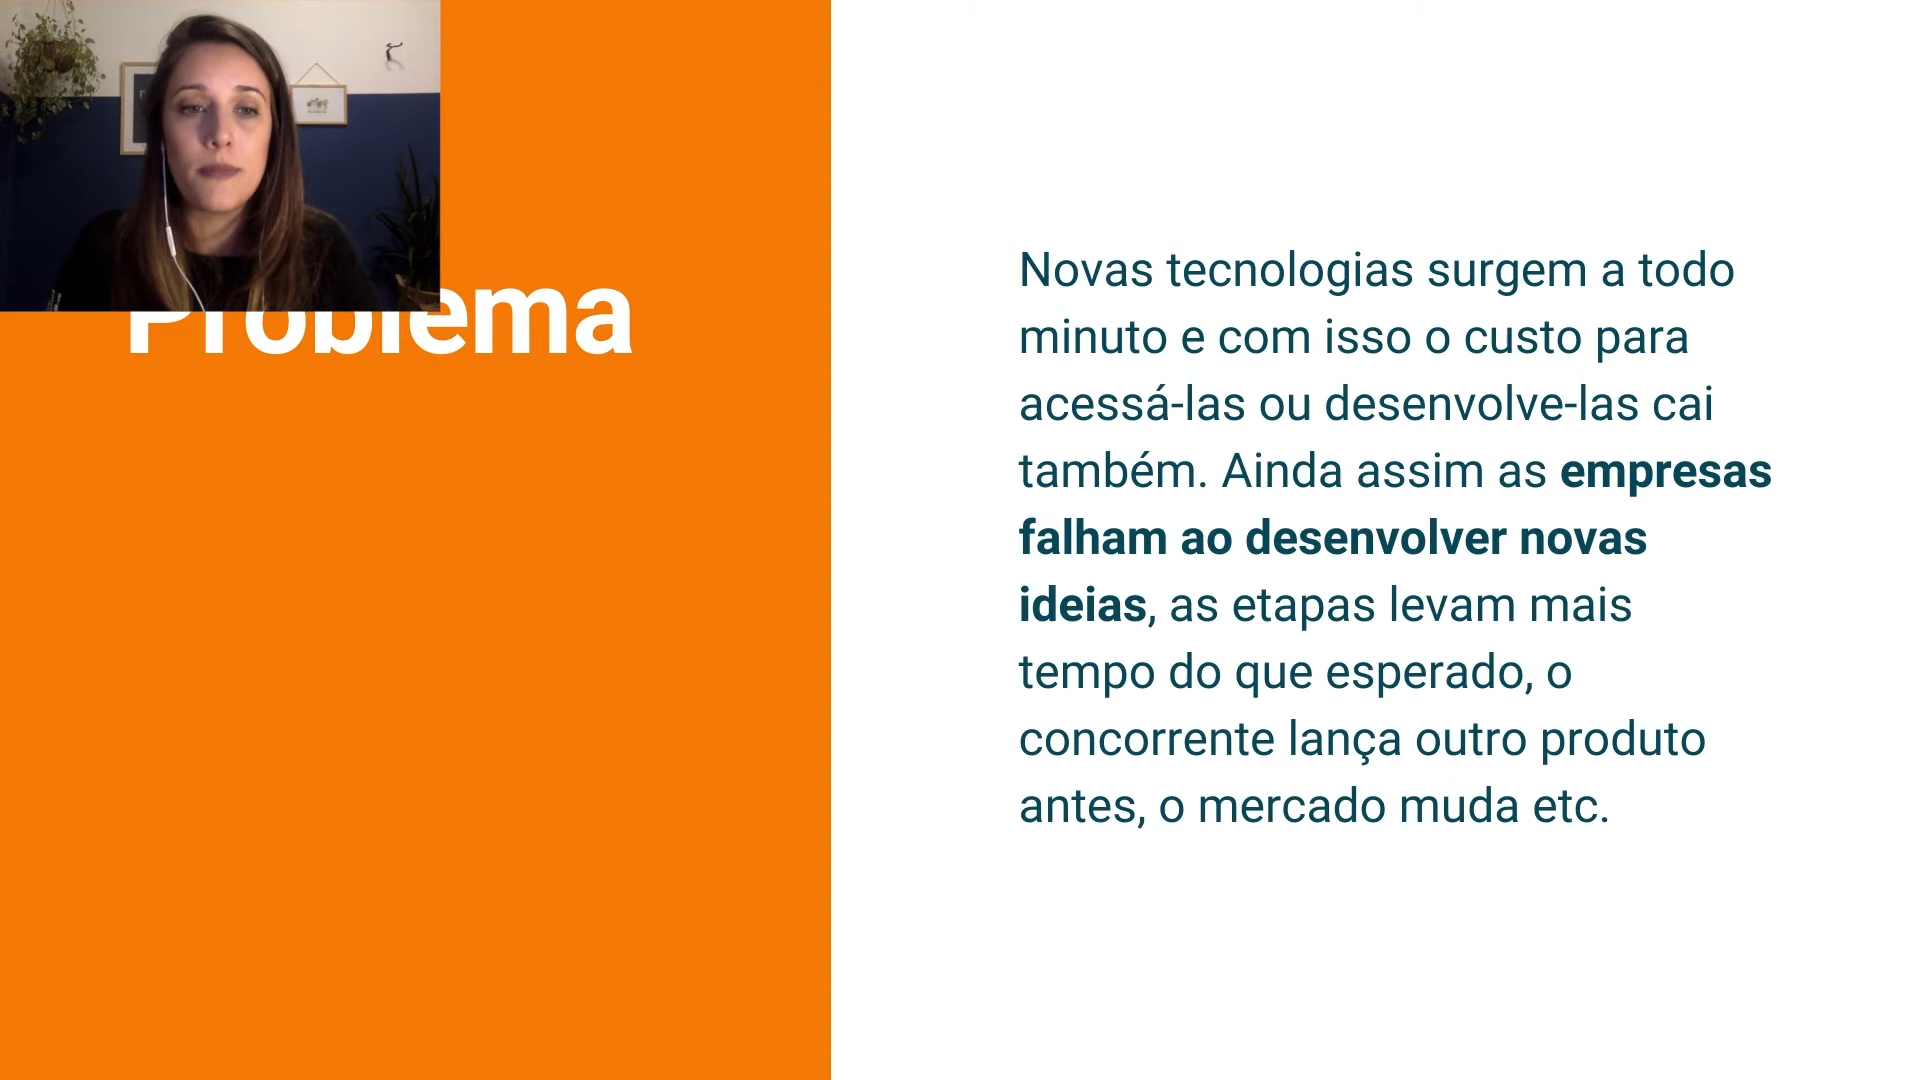 Problema
Novas tecnologias surgem a todo
minuto e com isso o custo para
acessá-las ou desenvolve-las cai
também. Ainda assim as empresas
falham ao desenvolver novas
ideias, as etapas levam mais
tempo do que esperado, o
concorrente lança outro produto
antes, o mercado muda etc.